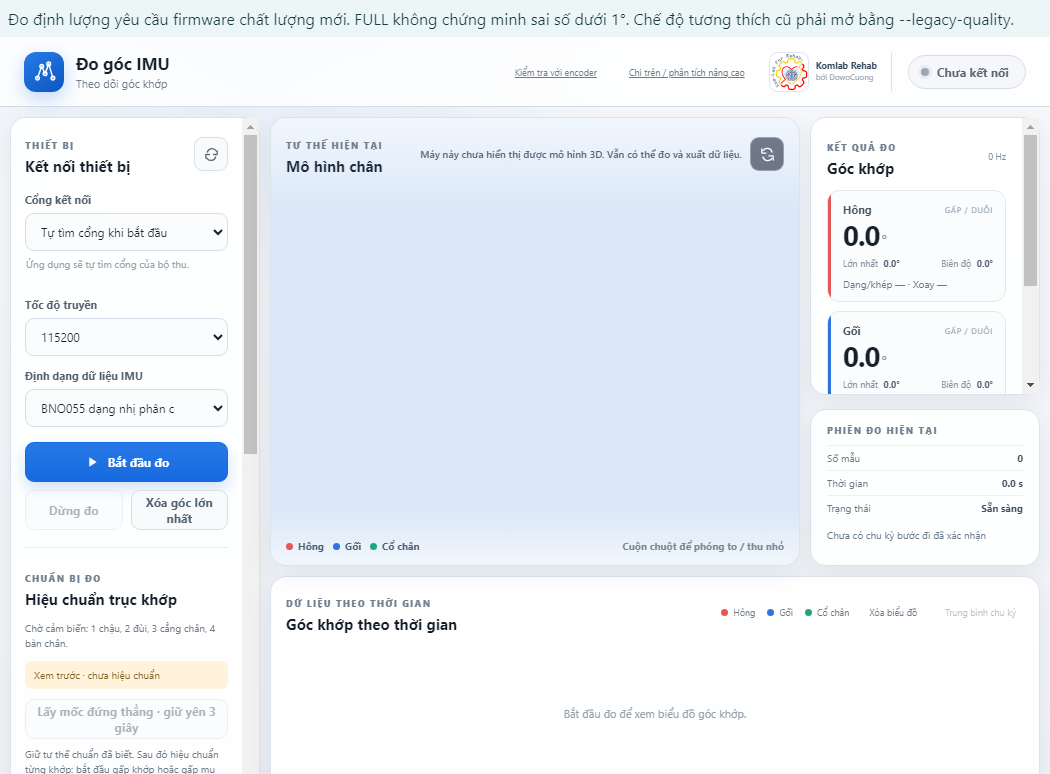 Đo định lượng yêu cầu firmware chất lượng mới. FULL không chứng minh sai số dưới 1°. Chế độ tương thích cũ phải mở bằng --legacy-quality.
Đo góc IMU
Theo dõi góc khớp
Kiểm tra với encoder
Chi trên / phân tích nâng cao
Komlab Rehab
bởi DowoCuong
Chưa kết nối
THIẾT BỊ
Kết nối thiết bị
Cổng kết nối
Tự tìm cổng khi bắt đầu
Ứng dụng sẽ tự tìm cổng của bộ thu.
Tốc độ truyền
115200
Định dạng dữ liệu IMU
BNO055 dạng nhị phân c
Bắt đầu đo
Dừng đo
Xóa góc lớn
nhất
CHUẨN BỊ ĐO
Hiệu chuẩn trục khớp
Chờ cảm biến: 1 chậu, 2 đùi, 3 cẳng chân, 4
bàn chân.
Xem trước · chưa hiệu chuẩn
Lấy mốc đứng thẳng · giữ yên 3
giây
Giữ tư thế chuẩn đã biết. Sau đó hiệu chuẩn
từng khớp: bắt đầu gấp khớp hoặc gấp mu
TƯ THẾ HIỆN TẠI
Mô hình chân
Máy này chưa hiển thị được mô hình 3D. Vẫn có thể đo và xuất dữ liệu.
Hông
Gối
Cổ chân
Cuộn chuột để phóng to / thu nhỏ
KẾT QUẢ ĐO
Góc khớp
0 Hz
Hông
GẤP / DUỖI
0.0°
Lớn nhất 0.0°
Biên độ 0.0°
Dạng/khép — · Xoay —
Gối
GẤP / DUỖI
0.0°
Lớn nhất 0.0°
Biên độ 0.0°
PHIÊN ĐO HIỆN TẠI
Số mẫu 0
Thời gian 0.0 s
Trạng thái Sẵn sàng
Chưa có chu kỳ bước đi đã xác nhận
DỮ LIỆU THEO THỜI GIAN
Góc khớp theo thời gian
Hông
Gối
Cổ chân
Xóa biểu đồ
Trung bình chu kỳ
Bắt đầu đo để xem biểu đồ góc khớp.